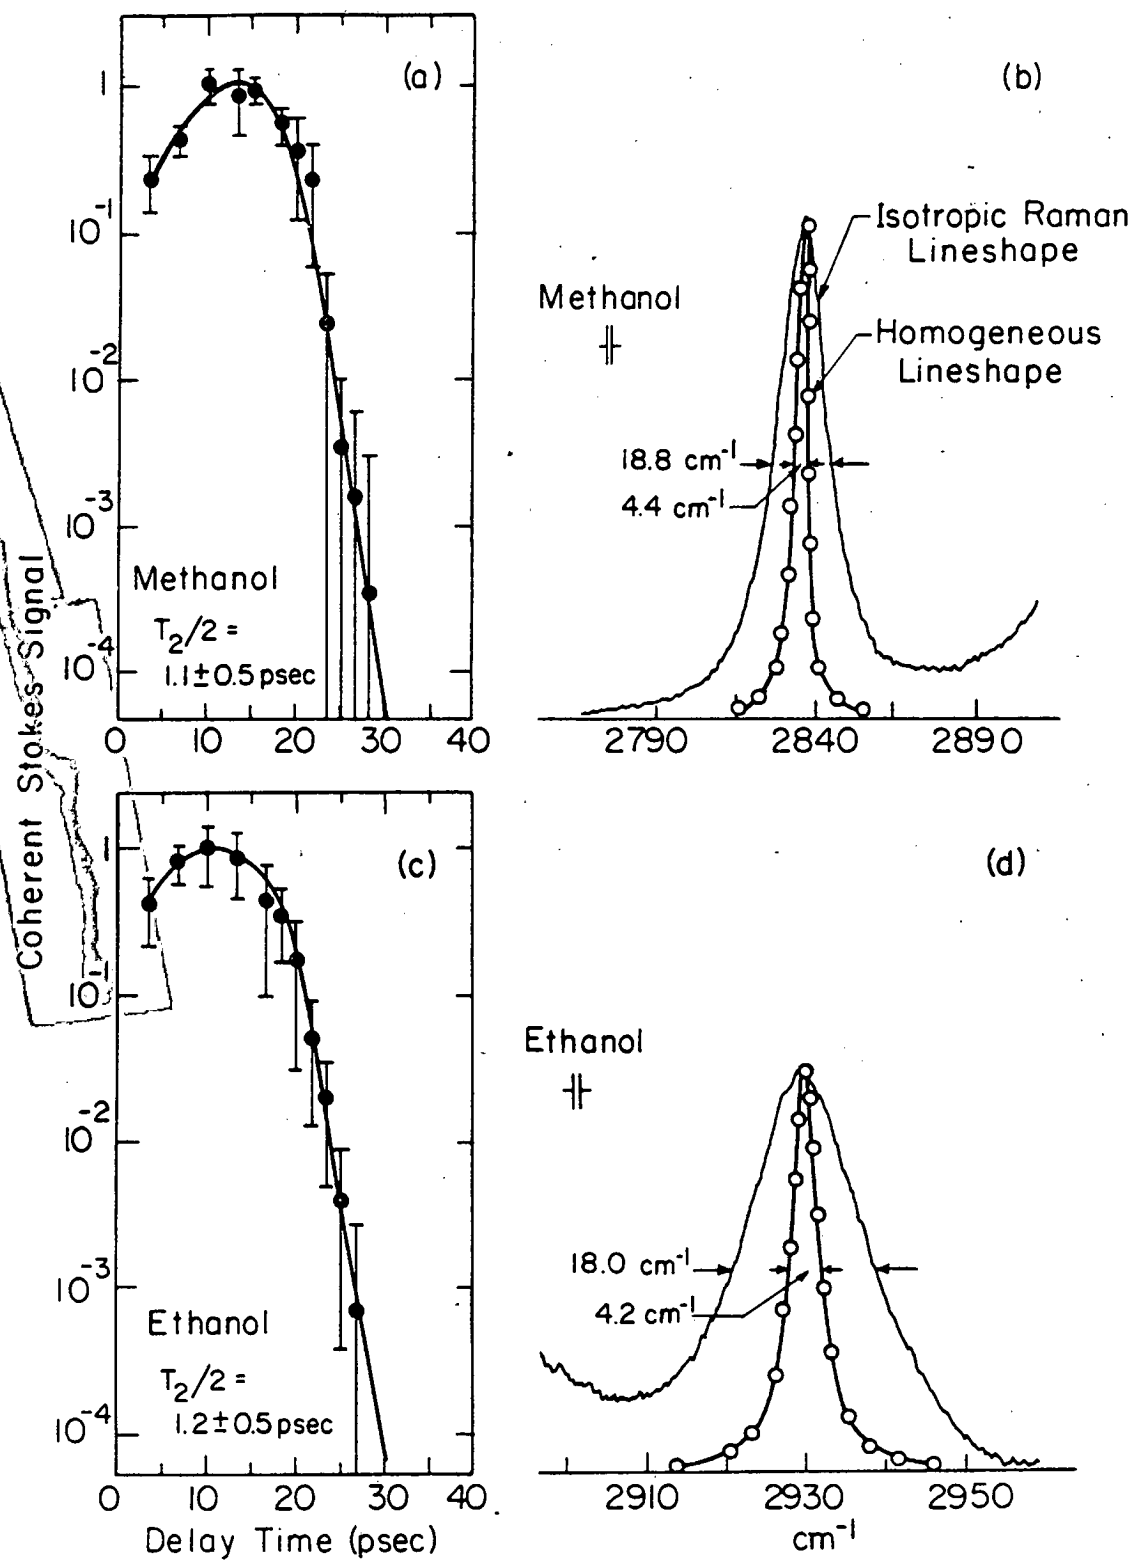 (a)
1
10⁻¹
10⁻²
10⁻³
10⁻⁴
Methanol
T₂/2 =
1.1±0.5 psec
0 10 20 30 40
Coherent Stokes Signal
(b)
Isotropic Raman
Lineshape
Methanol
Homogeneous
Lineshape
18.8 cm⁻¹
4.4 cm⁻¹
2790 2840 2890
(c)
1
10⁻¹
10⁻²
10⁻³
10⁻⁴
Ethanol
T₂/2 =
1.2±0.5 psec
0 10 20 30 40
Delay Time (psec)
(d)
Ethanol
18.0 cm⁻¹
4.2 cm⁻¹
2910 2930 2950
cm⁻¹